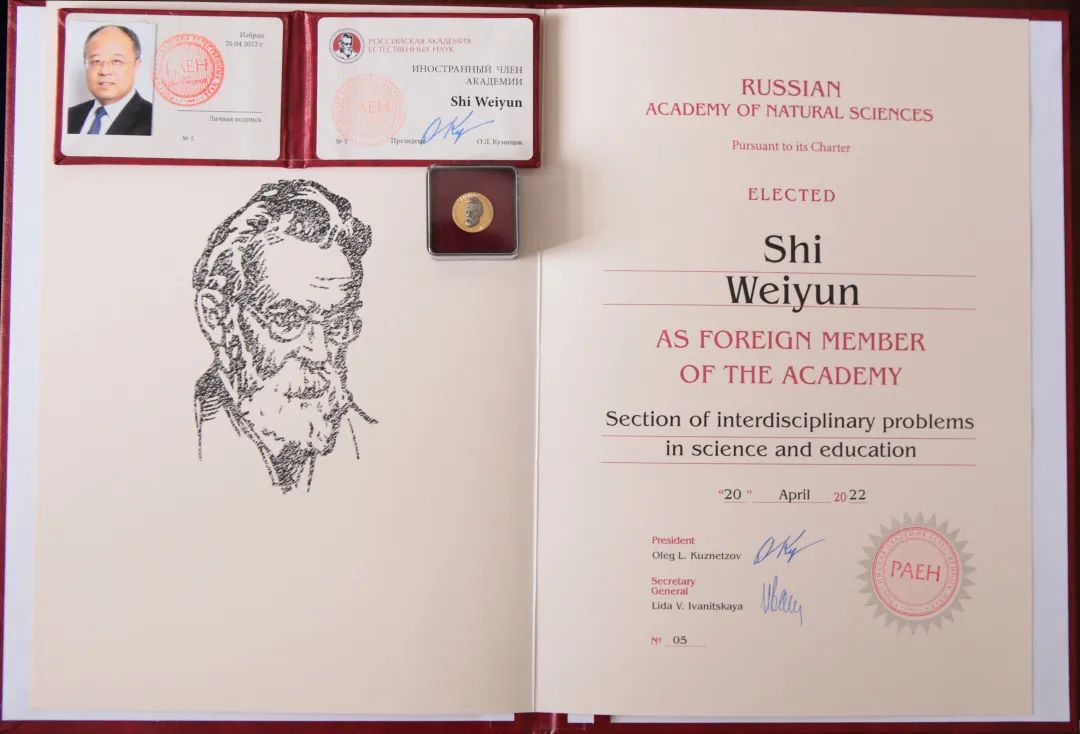 Избран
20.04.2022 г.
РАЕН
Личная подпись
№ 5
РОССИЙСКАЯ АКАДЕМИЯ
ЕСТЕСТВЕННЫХ НАУК
ИНОСТРАННЫЙ ЧЛЕН
АКАДЕМИИ
Shi Weiyun
РАЕН
№ 5 Президент О.Л. Кузнецов
RUSSIAN
ACADEMY OF NATURAL SCIENCES
Pursuant to its Charter
ELECTED
Shi
Weiyun
AS FOREIGN MEMBER
OF THE ACADEMY
Section of interdisciplinary problems
in science and education
“20” April 2022
President
Oleg L. Kuznetzov
Secretary
General
Lida V. Ivanitskaya
№ 05
РАЕН